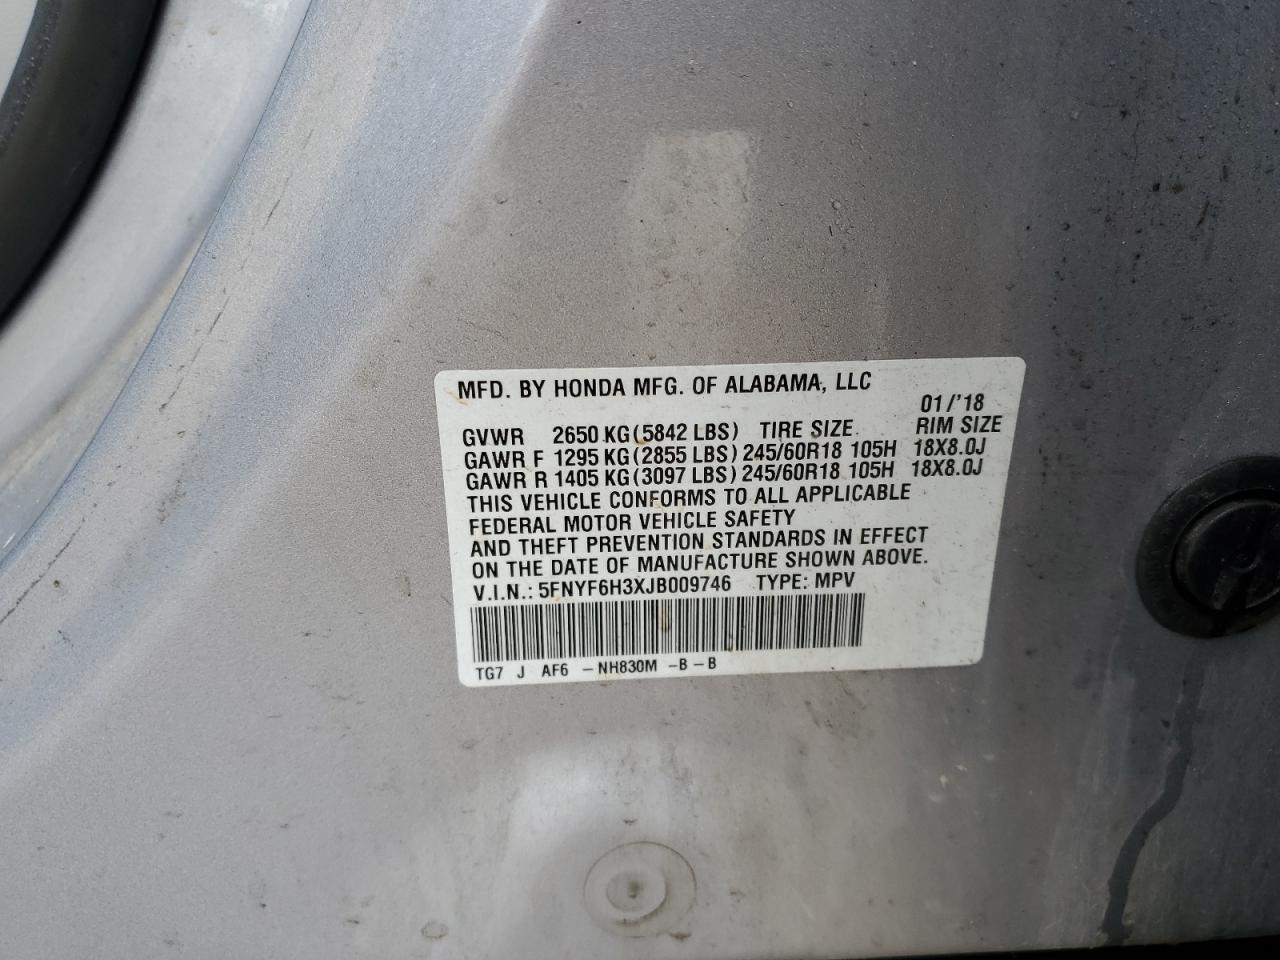 MFD. BY HONDA MFG. OF ALABAMA, LLC
01/'18
GVWR 2650 KG(5842 LBS) TIRE SIZE RIM SIZE
GAWR F 1295 KG(2855 LBS) 245/60R18 105H 18X8.0J
GAWR R 1405 KG(3097 LBS) 245/60R18 105H 18X8.0J
THIS VEHICLE CONFORMS TO ALL APPLICABLE
FEDERAL MOTOR VEHICLE SAFETY
AND THEFT PREVENTION STANDARDS IN EFFECT
ON THE DATE OF MANUFACTURE SHOWN ABOVE.
V.I.N.: 5FNYF6H3XJB009746 TYPE: MPV
TG7 J AF6 -NH830M -B-B